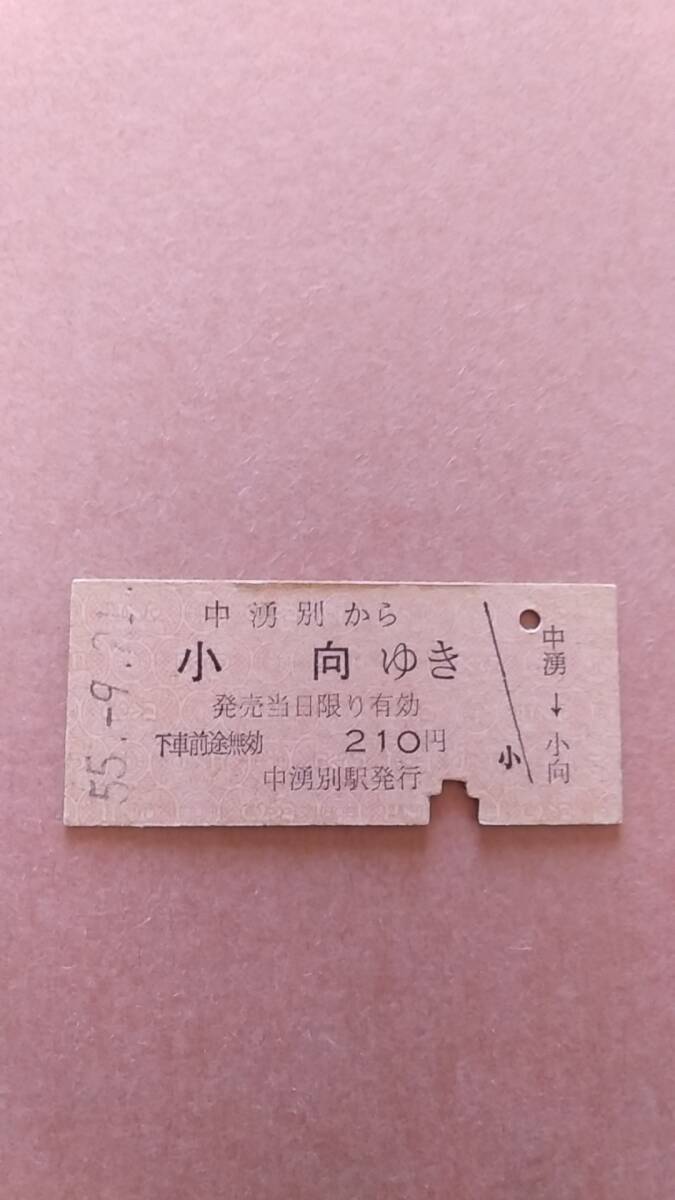 中湧別から
小向ゆき
発売当日限り有効
下車前途無効 210円
中湧別駅発行
小
中湧→小向
55.-9.